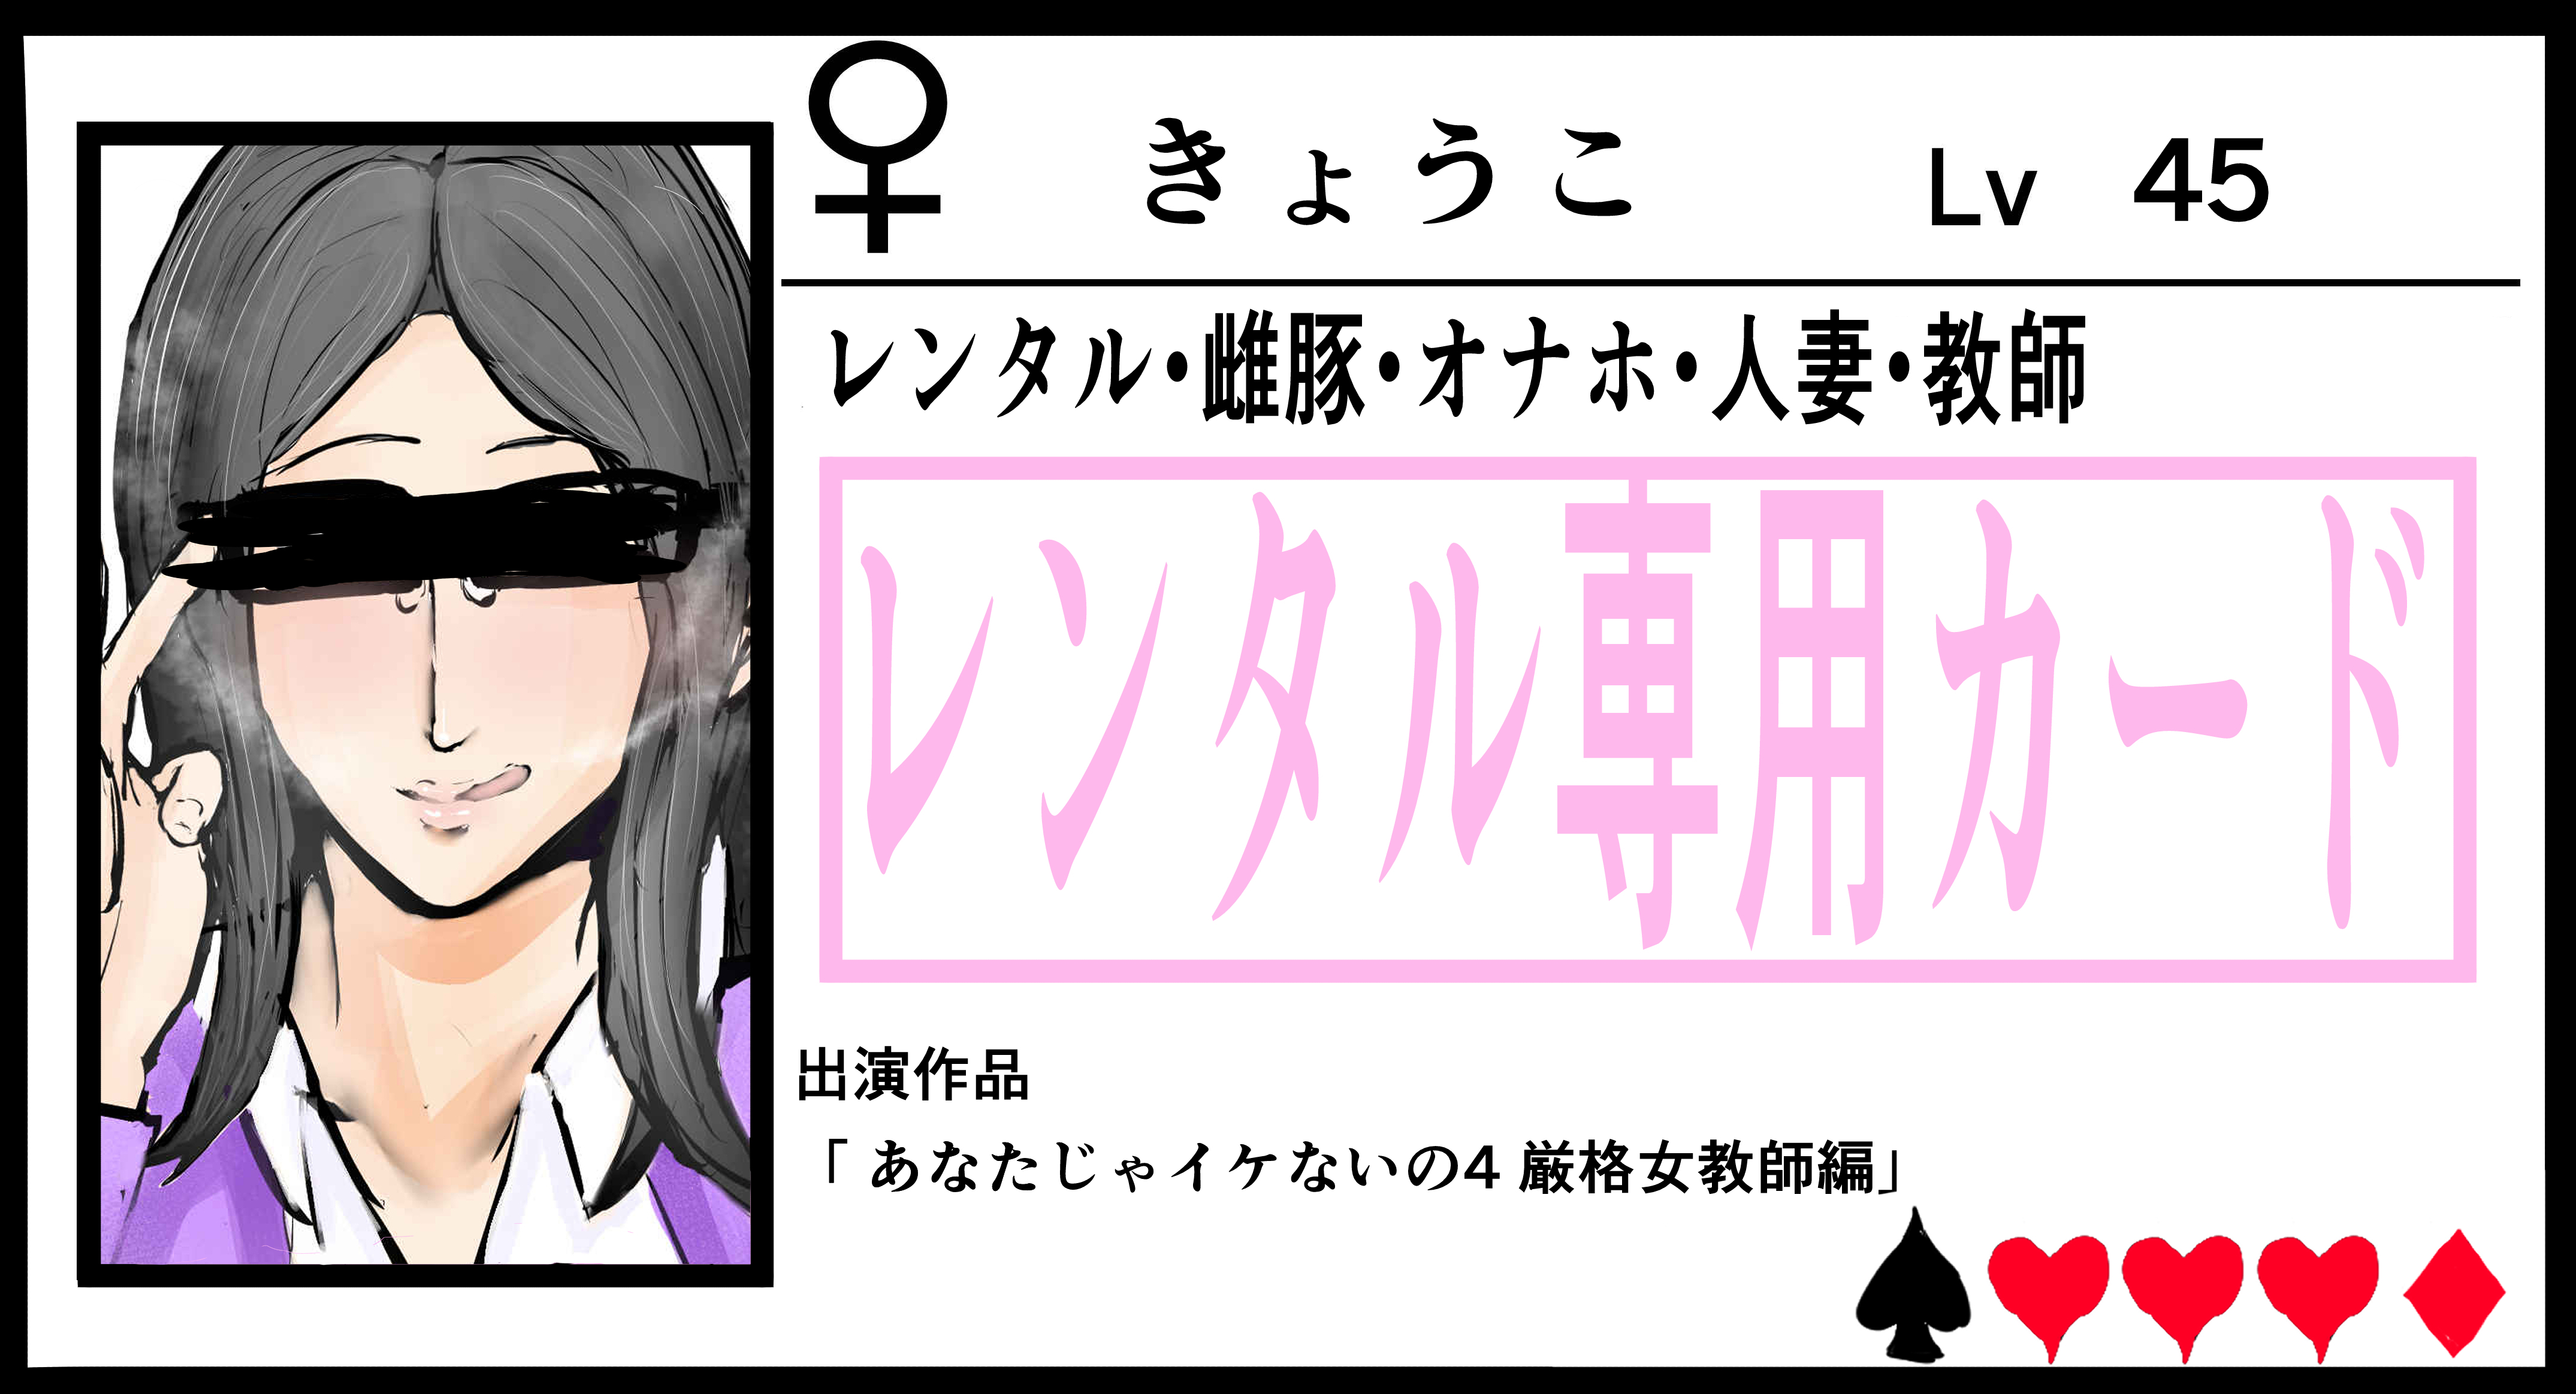 ♀ きょうこ Lv 45
レンタル・雌豚・オナホ・人妻・教師
レンタル専用カード
出演作品
「あなたじゃイケないの4 厳格女教師編」